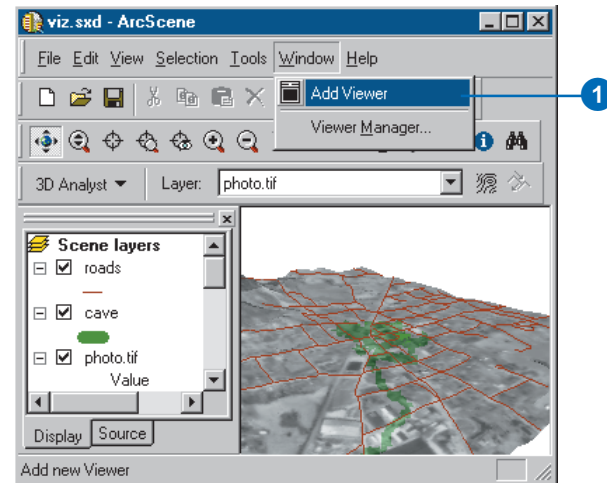 viz.sxd - ArcScene
File Edit View Selection Tools Window Help
Add Viewer
1
Viewer Manager...
3D Analyst Layer: photo.tif
Scene layers
roads
cave
photo.tif
Value
Display Source
Add new Viewer